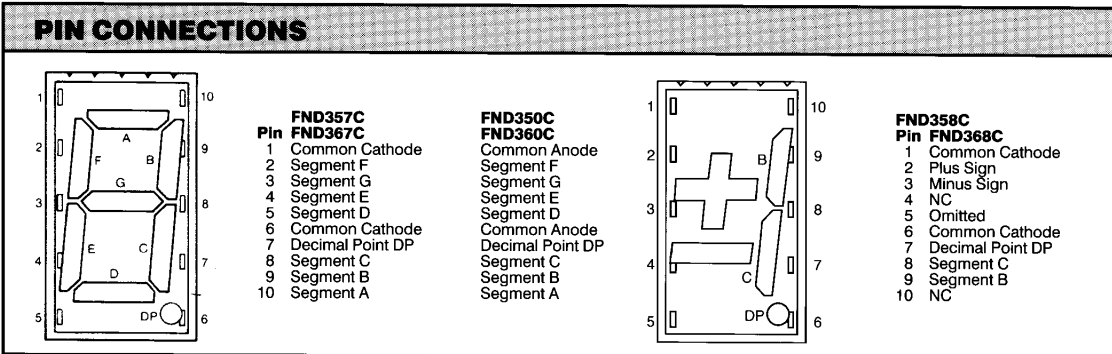 PIN CONNECTIONS
1
2
3
4
5
10
9
8
7
6
A
F
B
G
E
C
D
DP
FND357C FND350C
Pin FND367C FND360C
1 Common Cathode Common Anode
2 Segment F Segment F
3 Segment G Segment G
4 Segment E Segment E
5 Segment D Segment D
6 Common Cathode Common Anode
7 Decimal Point DP Decimal Point DP
8 Segment C Segment C
9 Segment B Segment B
10 Segment A Segment A
1
2
3
4
5
10
9
8
7
6
B
C
DP
FND358C
Pin FND368C
1 Common Cathode
2 Plus Sign
3 Minus Sign
4 NC
5 Omitted
6 Common Cathode
7 Decimal Point DP
8 Segment C
9 Segment B
10 NC